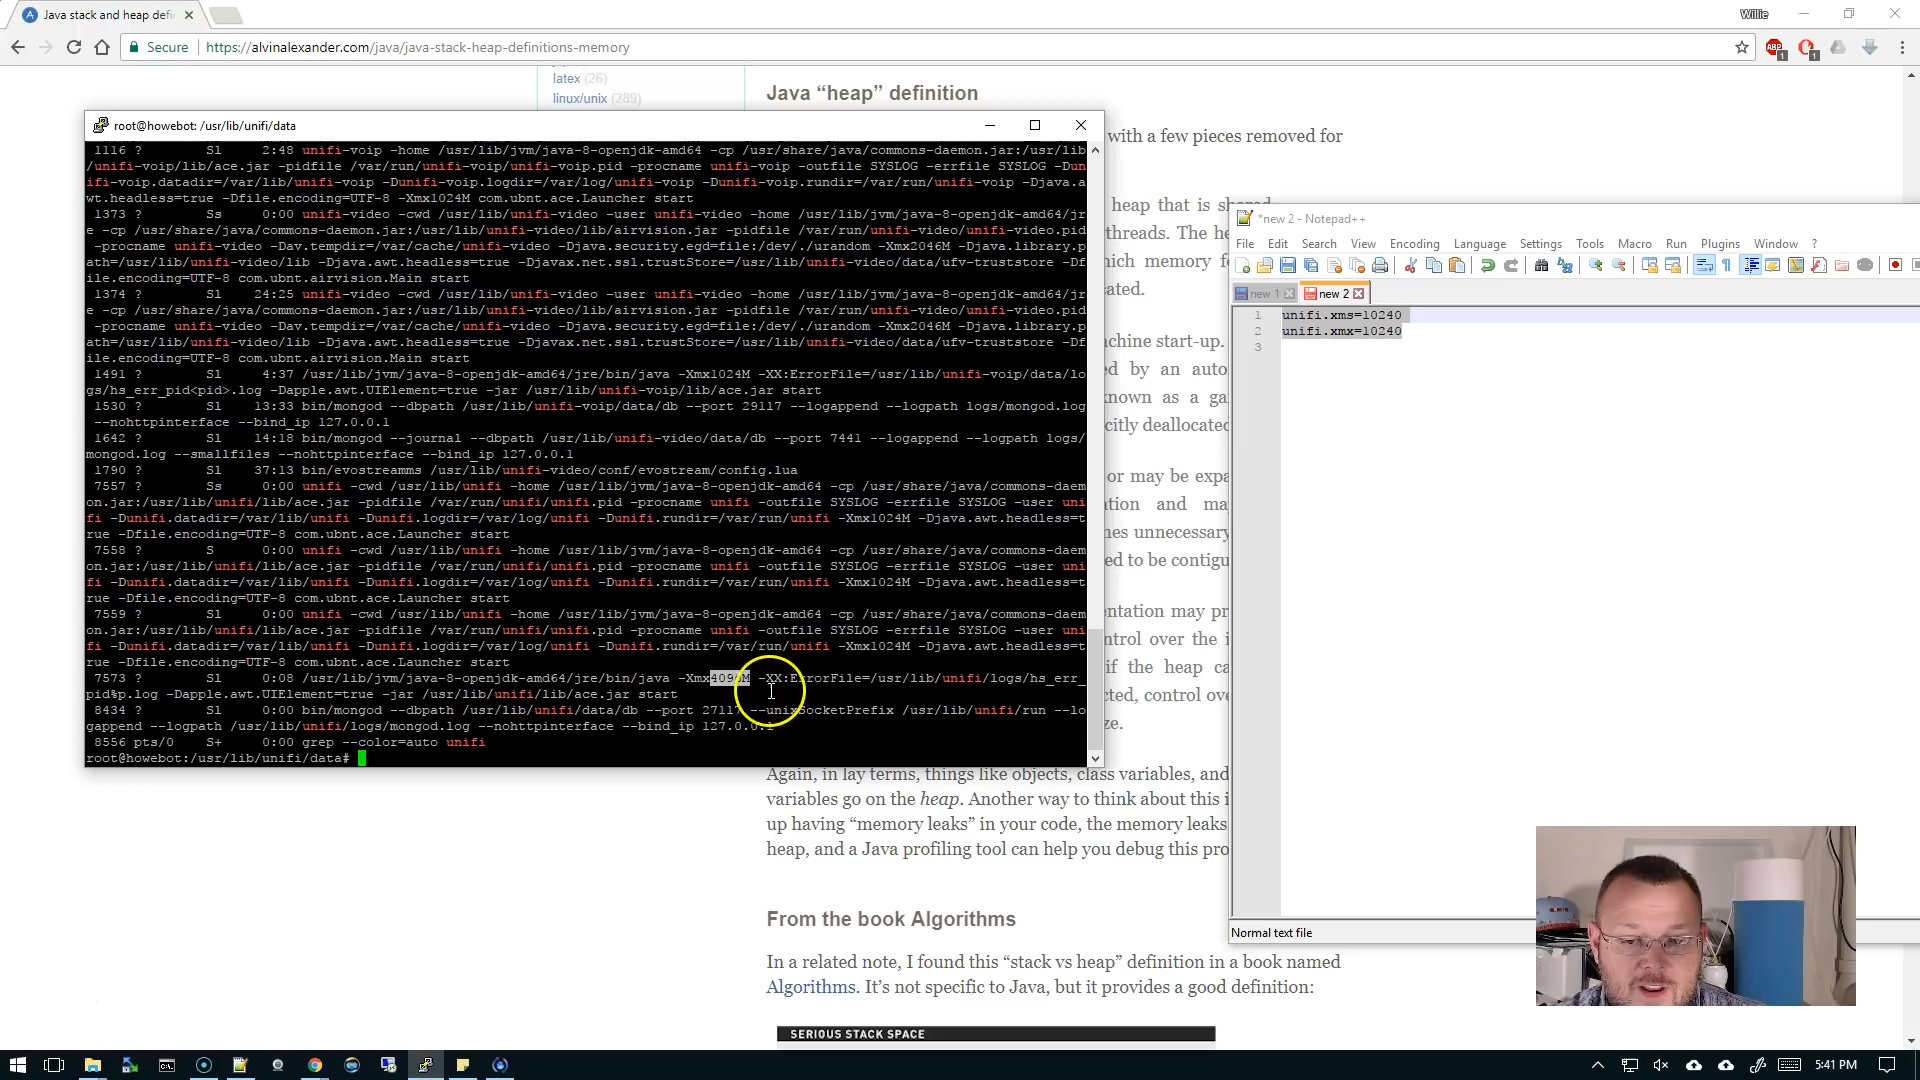 Java stack and heap defi
Willie
Secure
https://alvinalexander.com/java/java-stack-heap-definitions-memory
latex (26)
linux/unix (289)
Java “heap” definition
with a few pieces removed for
heap that is shared
threads. The he
which memory f
cated.
achine start-up.
ed by an auto
known as a ga
citly deallocated
or may be expa
ation and ma
mes unnecessary
ed to be configu
entation may pr
ntrol over the i
if the heap ca
cted, control ove
ze.
root@howebot: /usr/lib/unifi/data
1116 ? Sl 2:48 unifi-voip -home /usr/lib/jvm/java-8-openjdk-amd64 -cp /usr/share/java/commons-daemon.jar:/usr/lib
/unifi-voip/lib/ace.jar -pidfile /var/run/unifi-voip/unifi-voip.pid -procname unifi-voip -outfile SYSLOG -errfile SYSLOG -Dun
ifi-voip.datadir=/var/lib/unifi-voip -Dunifi-voip.logdir=/var/log/unifi-voip -Dunifi-voip.rundir=/var/run/unifi-voip -Djava.a
wt.headless=true -Dfile.encoding=UTF-8 -Xmx1024M com.ubnt.ace.Launcher start
1373 ? Ss 0:00 unifi-video -cwd /usr/lib/unifi-video -user unifi-video -home /usr/lib/jvm/java-8-openjdk-amd64/jr
e -cp /usr/share/java/commons-daemon.jar:/usr/lib/unifi-video/lib/airvision.jar -pidfile /var/run/unifi-video/unifi-video.pid
-procname unifi-video -Dav.tempdir=/var/cache/unifi-video -Djava.security.egd=file:/dev/./urandom -Xmx2046M -Djava.library.p
ath=/usr/lib/unifi-video/lib -Djava.awt.headless=true -Djavax.net.ssl.trustStore=/usr/lib/unifi-video/data/ufv-truststore -Df
ile.encoding=UTF-8 com.ubnt.airvision.Main start
1374 ? Sl 24:25 unifi-video -cwd /usr/lib/unifi-video -user unifi-video -home /usr/lib/jvm/java-8-openjdk-amd64/jr
e -cp /usr/share/java/commons-daemon.jar:/usr/lib/unifi-video/lib/airvision.jar -pidfile /var/run/unifi-video/unifi-video.pid
-procname unifi-video -Dav.tempdir=/var/cache/unifi-video -Djava.security.egd=file:/dev/./urandom -Xmx2046M -Djava.library.p
ath=/usr/lib/unifi-video/lib -Djava.awt.headless=true -Djavax.net.ssl.trustStore=/usr/lib/unifi-video/data/ufv-truststore -Df
ile.encoding=UTF-8 com.ubnt.airvision.Main start
1491 ? Sl 4:37 /usr/lib/jvm/java-8-openjdk-amd64/jre/bin/java -Xmx1024M -XX:ErrorFile=/usr/lib/unifi-voip/data/lo
gs/hs_err_pid<pid>.log -Dapple.awt.UIElement=true -jar /usr/lib/unifi-voip/lib/ace.jar start
1530 ? Sl 13:33 bin/mongod --dbpath /usr/lib/unifi-voip/data/db --port 29117 --logappend --logpath logs/mongod.log
--nohttpinterface --bind_ip 127.0.0.1
1642 ? Sl 14:18 bin/mongod --journal --dbpath /usr/lib/unifi-video/data/db --port 7441 --logappend --logpath logs/
mongod.log --smallfiles --nohttpinterface --bind_ip 127.0.0.1
1790 ? Sl 37:13 bin/evostreamms /usr/lib/unifi-video/conf/evostream/config.lua
7557 ? Ss 0:00 unifi -cwd /usr/lib/unifi -home /usr/lib/jvm/java-8-openjdk-amd64 -cp /usr/share/java/commons-daem
on.jar:/usr/lib/unifi/lib/ace.jar -pidfile /var/run/unifi/unifi.pid -procname unifi -outfile SYSLOG -errfile SYSLOG -user uni
fi -Dunifi.datadir=/var/lib/unifi -Dunifi.logdir=/var/log/unifi -Dunifi.rundir=/var/run/unifi -Xmx1024M -Djava.awt.headless=t
rue -Dfile.encoding=UTF-8 com.ubnt.ace.Launcher start
7558 ? S 0:00 unifi -cwd /usr/lib/unifi -home /usr/lib/jvm/java-8-openjdk-amd64 -cp /usr/share/java/commons-daem
on.jar:/usr/lib/unifi/lib/ace.jar -pidfile /var/run/unifi/unifi.pid -procname unifi -outfile SYSLOG -errfile SYSLOG -user uni
fi -Dunifi.datadir=/var/lib/unifi -Dunifi.logdir=/var/log/unifi -Dunifi.rundir=/var/run/unifi -Xmx1024M -Djava.awt.headless=t
rue -Dfile.encoding=UTF-8 com.ubnt.ace.Launcher start
7559 ? Sl 0:00 unifi -cwd /usr/lib/unifi -home /usr/lib/jvm/java-8-openjdk-amd64 -cp /usr/share/java/commons-daem
on.jar:/usr/lib/unifi/lib/ace.jar -pidfile /var/run/unifi/unifi.pid -procname unifi -outfile SYSLOG -errfile SYSLOG -user uni
fi -Dunifi.datadir=/var/lib/unifi -Dunifi.logdir=/var/log/unifi -Dunifi.rundir=/var/run/unifi -Xmx1024M -Djava.awt.headless=t
rue -Dfile.encoding=UTF-8 com.ubnt.ace.Launcher start
7573 ? Sl 0:08 /usr/lib/jvm/java-8-openjdk-amd64/jre/bin/java -Xmx4096M -XX:ErrorFile=/usr/lib/unifi/logs/hs_err_
pid%p.log -Dapple.awt.UIElement=true -jar /usr/lib/unifi/lib/ace.jar start
8434 ? Sl 0:00 bin/mongod --dbpath /usr/lib/unifi/data/db --port 27117 --unixSocketPrefix /usr/lib/unifi/run --lo
gappend --logpath /usr/lib/unifi/logs/mongod.log --nohttpinterface --bind_ip 127.0.0.1
8556 pts/0 S+ 0:00 grep --color=auto unifi
root@howebot:/usr/lib/unifi/data#
*new 2 - Notepad++
File Edit Search View Encoding Language Settings Tools Macro Run Plugins Window ?
new 1 new 2
1 unifi.xms=10240
2 unifi.xmx=10240
3
Normal text file
Again, in lay terms, things like objects, class variables, and
variables go on the heap. Another way to think about this i
up having “memory leaks” in your code, the memory leaks
heap, and a Java profiling tool can help you debug this pro
From the book Algorithms
In a related note, I found this “stack vs heap” definition in a book named
Algorithms. It’s not specific to Java, but it provides a good definition:
SERIOUS STACK SPACE
5:41 PM